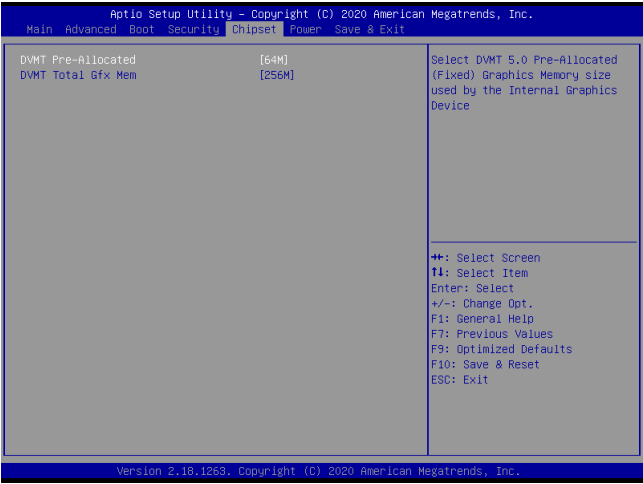 Aptio Setup Utility – Copyright (C) 2020 American Megatrends, Inc.
Main Advanced Boot Security Chipset Power Save & Exit
DVMT Pre-Allocated [64M]
DVMT Total Gfx Mem [256M]
Select DVMT 5.0 Pre-Allocated
(Fixed) Graphics Memory size
used by the Internal Graphics
Device
→←: Select Screen
↑↓: Select Item
Enter: Select
+/-: Change Opt.
F1: General Help
F7: Previous Values
F9: Optimized Defaults
F10: Save & Reset
ESC: Exit
Version 2.18.1263. Copyright (C) 2020 American Megatrends, Inc.